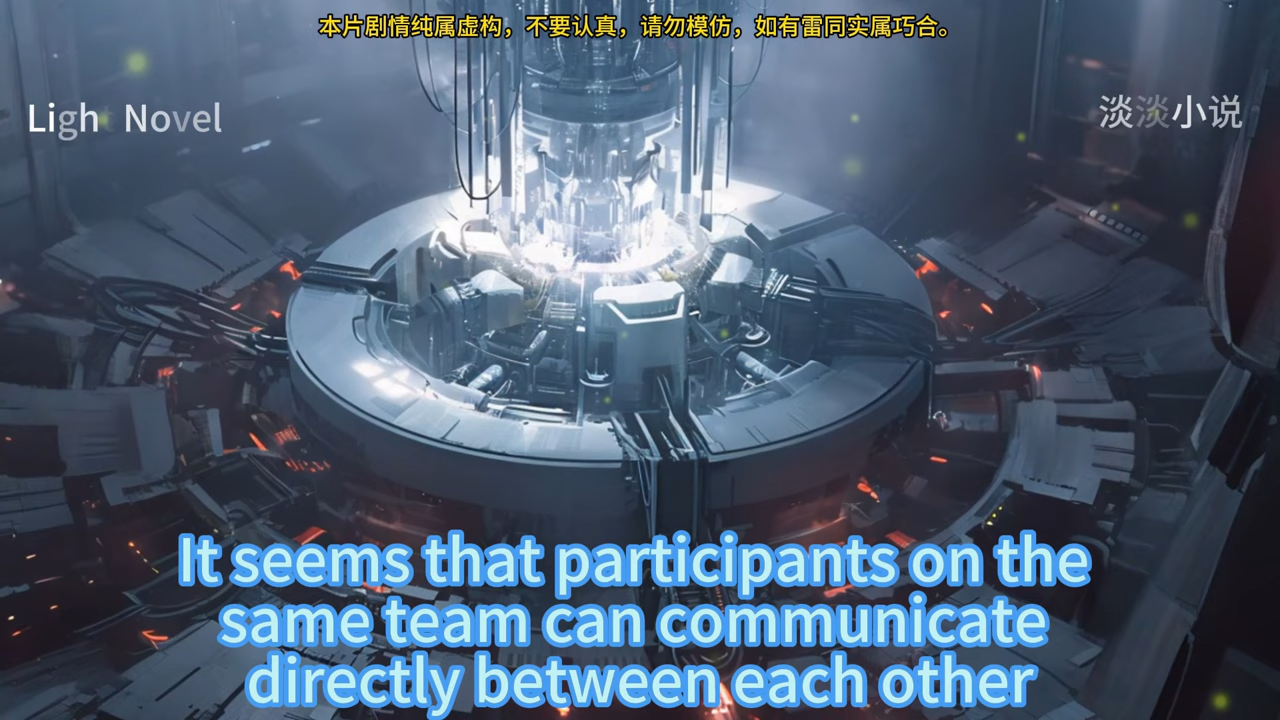 本片剧情纯属虚构，不要认真，请勿模仿，如有雷同实属巧合。
Light Novel
淡淡小说
It seems that participants on the
same team can communicate
directly between each other